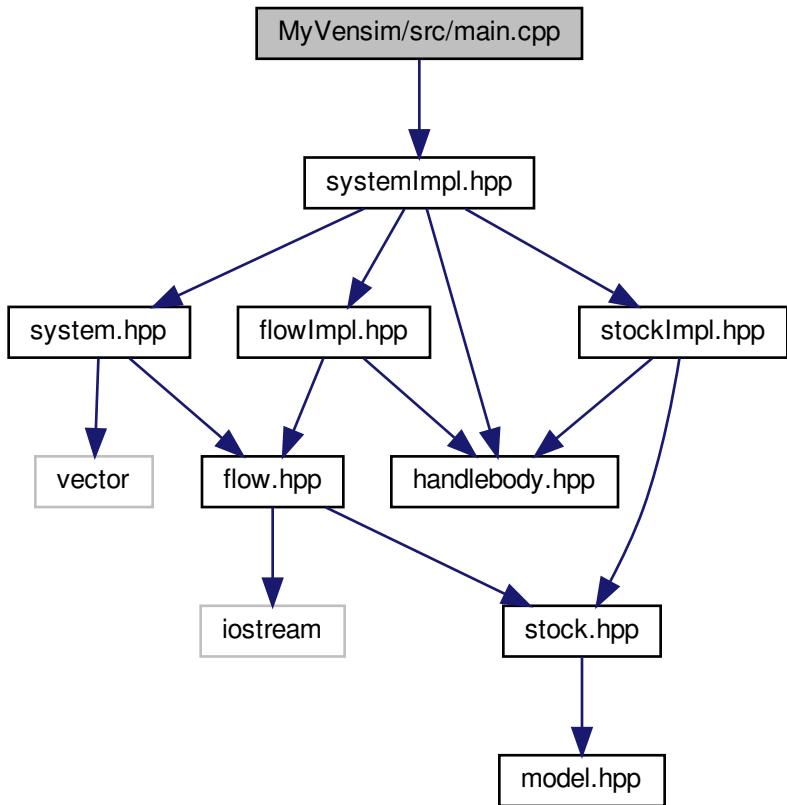 MyVensim/src/main.cpp
systemImpl.hpp
system.hpp
flowImpl.hpp
stockImpl.hpp
vector
flow.hpp
handlebody.hpp
iostream
stock.hpp
model.hpp